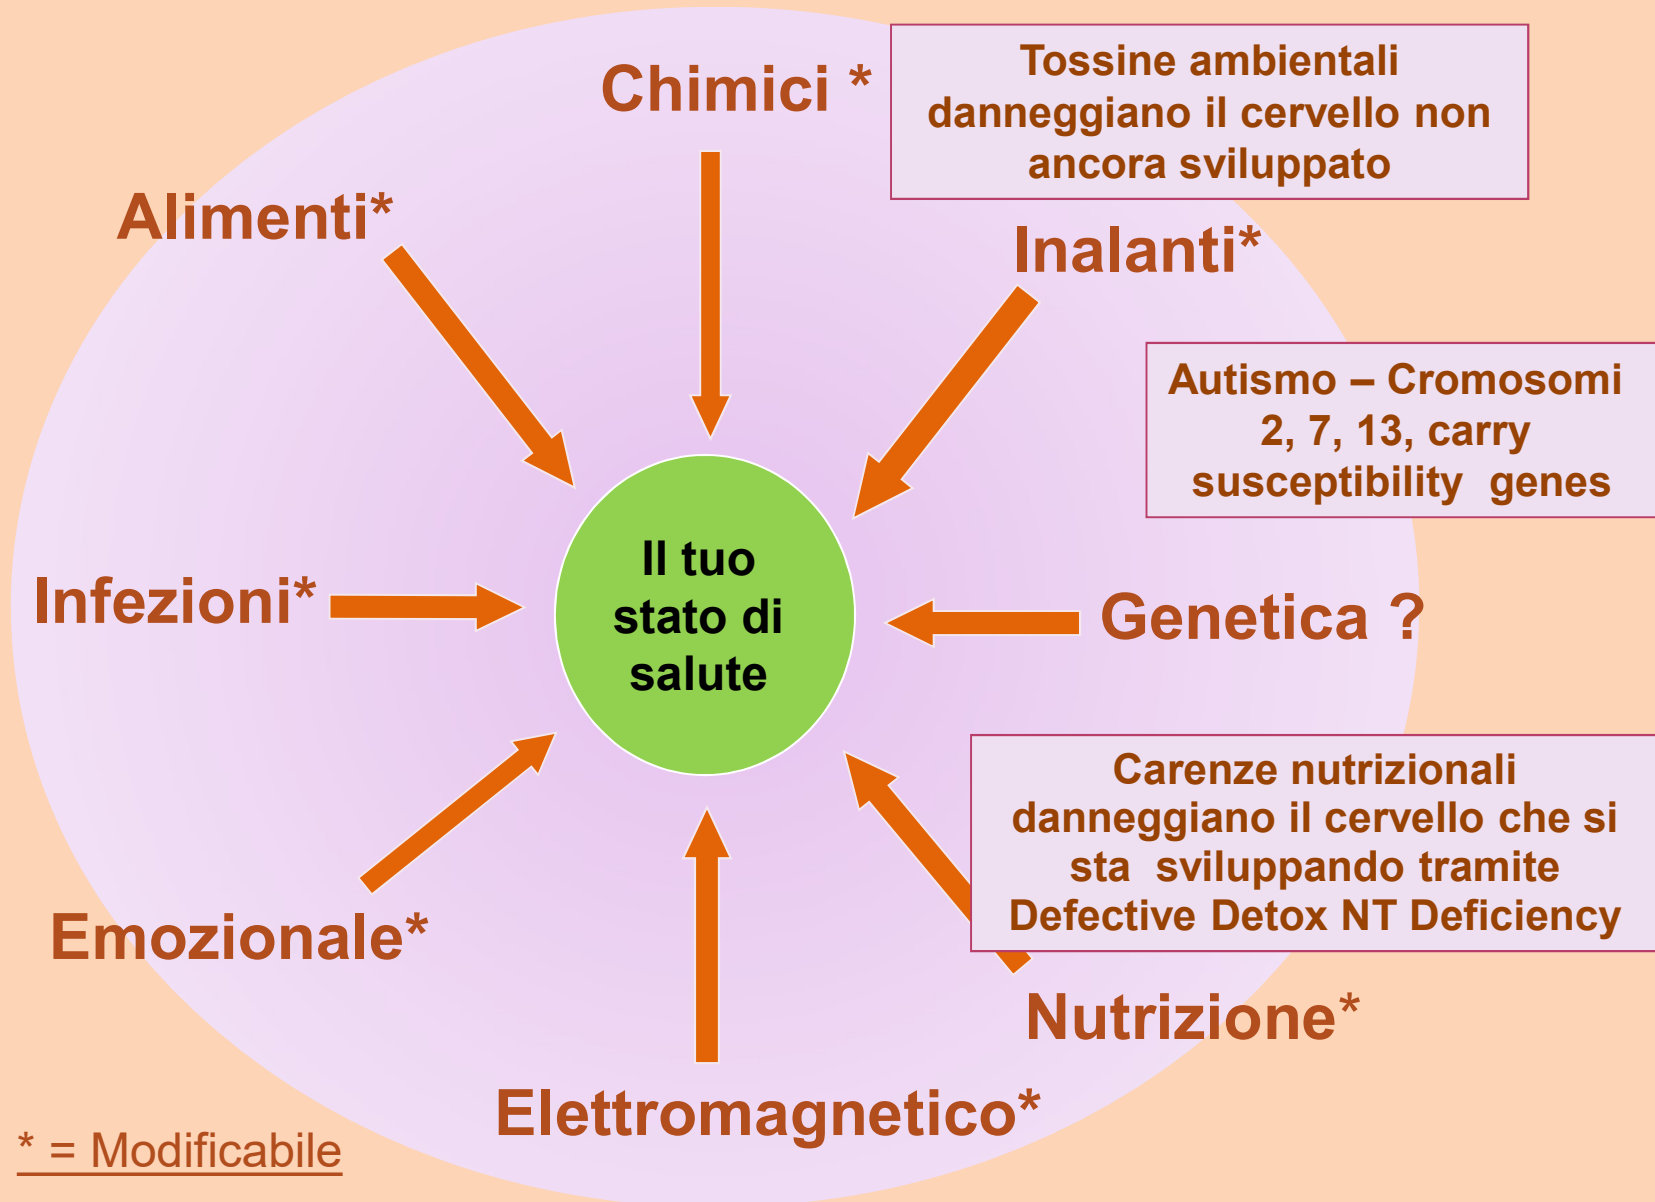 Chimici *
Tossine ambientali
danneggiano il cervello non
ancora sviluppato
Alimenti*
Inalanti*
Autismo – Cromosomi
2, 7, 13, carry
susceptibility genes
Il tuo
stato di
salute
Infezioni*
Genetica ?
Carenze nutrizionali
danneggiano il cervello che si
sta sviluppando tramite
Defective Detox NT Deficiency
Emozionale*
Nutrizione*
Elettromagnetico*
* = Modificabile